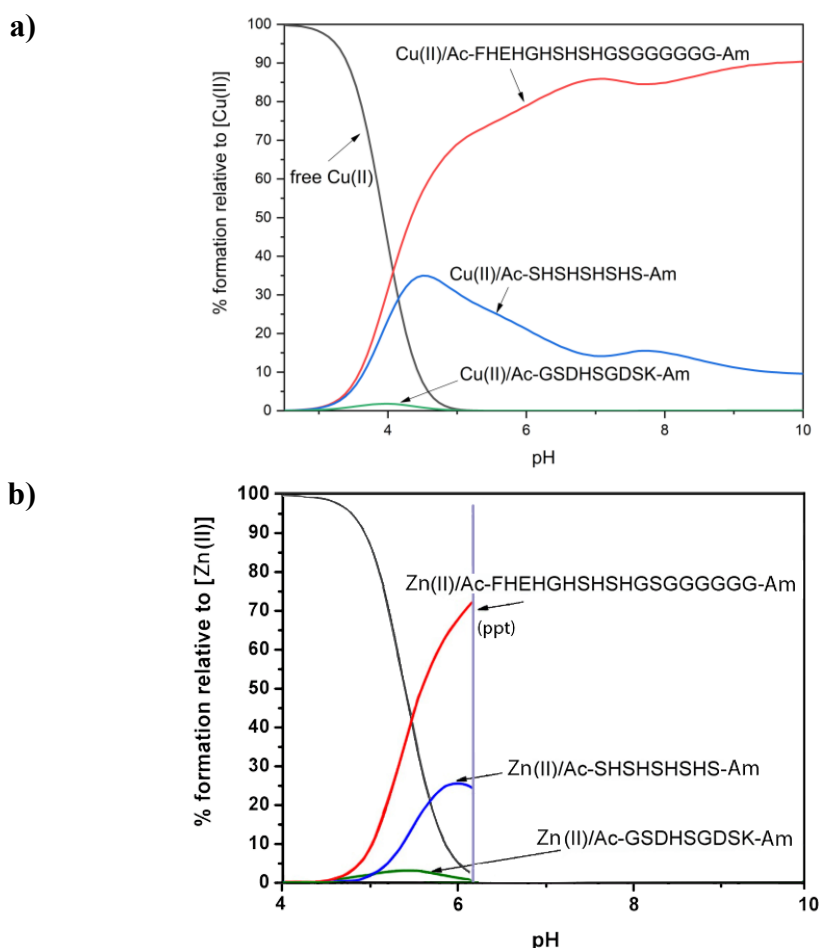 a)
100
90
80
70
60
50
40
30
20
10
0
% formation relative to [Cu(II)]
Cu(II)/Ac-FHEHGHSHSHGSGGGGGG-Am
free Cu(II)
Cu(II)/Ac-SHSHSHSHS-Am
Cu(II)/Ac-GSDHSGDSK-Am
4 6 8 10
pH
b)
100
90
80
70
60
50
40
30
20
10
0
% formation relative to [Zn(II)]
Zn(II)/Ac-FHEHGHSHSHGSGGGGGG-Am
(ppt)
Zn(II)/Ac-SHSHSHSHS-Am
Zn(II)/Ac-GSDHSGDSK-Am
4 6 8 10
pH